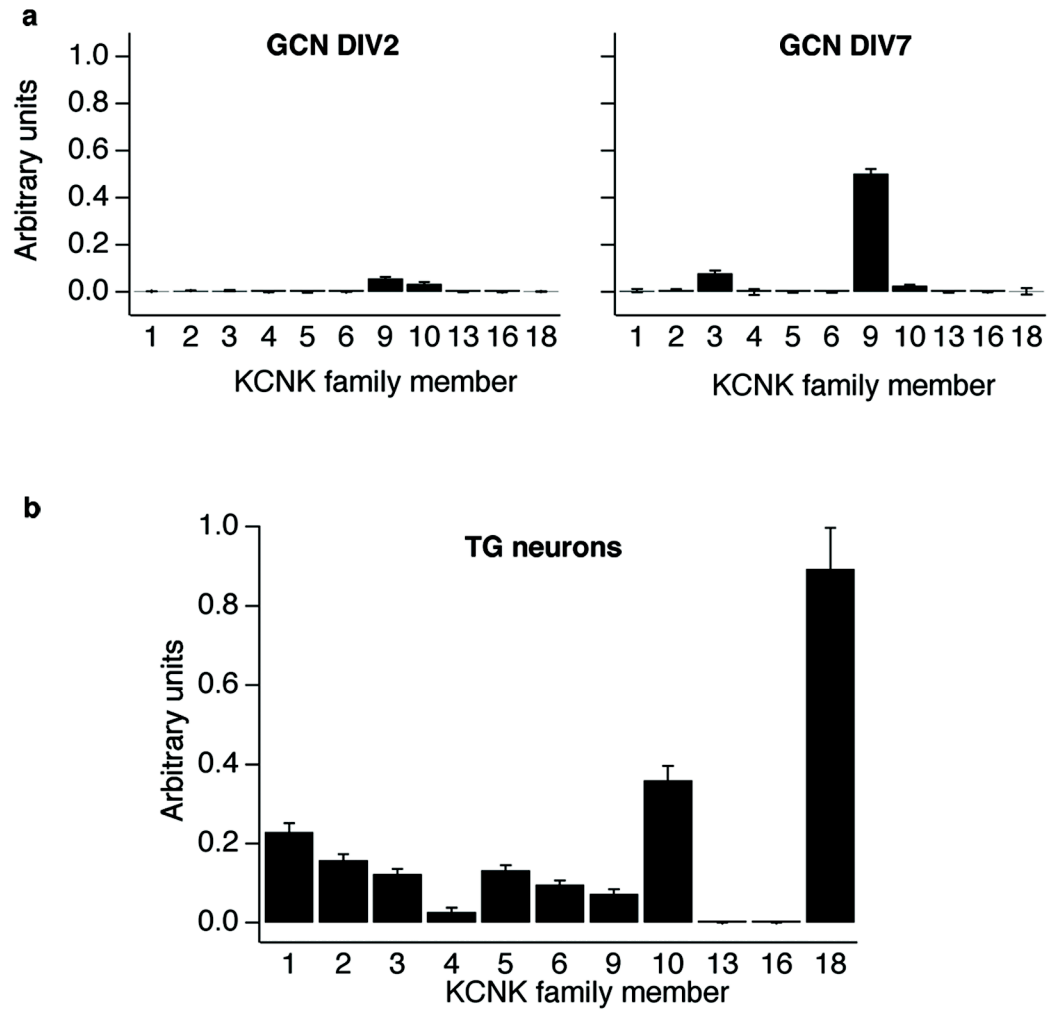 a
GCN DIV2
GCN DIV7
Arbitrary units
1.0
0.8
0.6
0.4
0.2
0.0
1 2 3 4 5 6 9 10 13 16 18
1 2 3 4 5 6 9 10 13 16 18
KCNK family member
KCNK family member
b
TG neurons
Arbitrary units
1.0
0.8
0.6
0.4
0.2
0.0
1 2 3 4 5 6 9 10 13 16 18
KCNK family member